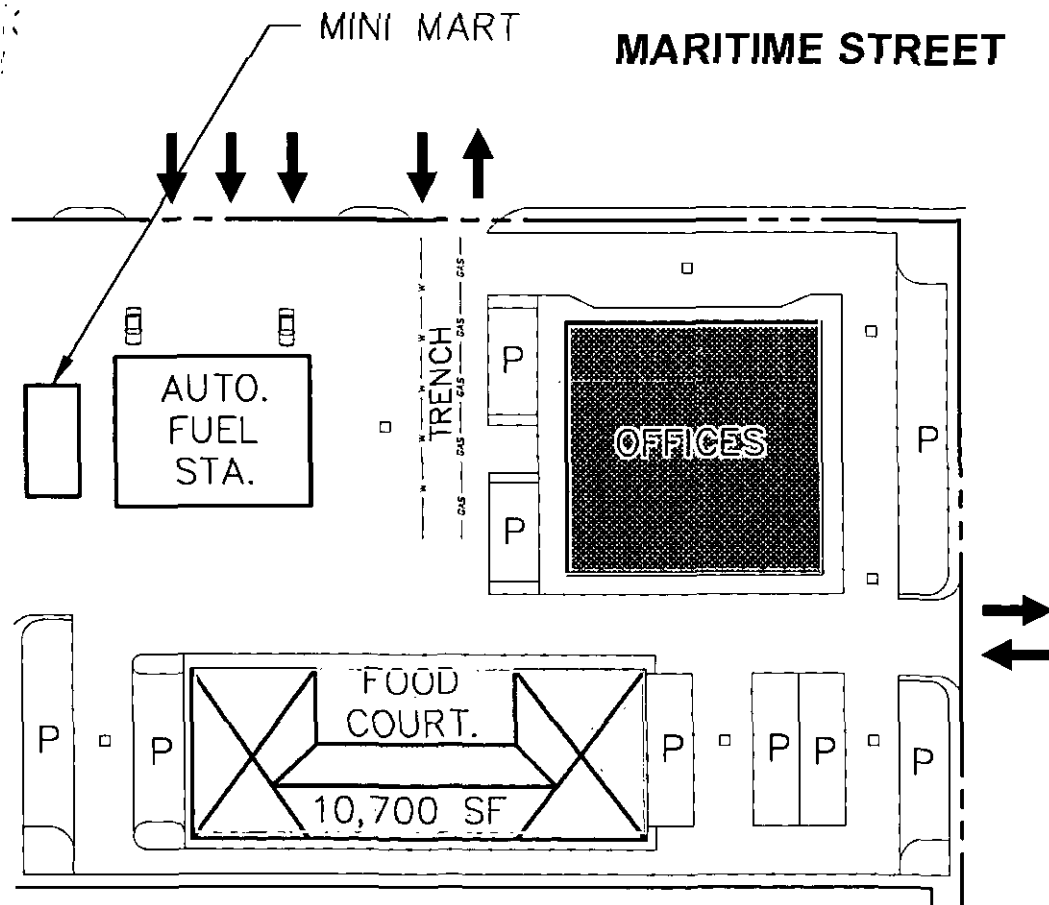 MINI MART
MARITIME STREET
W
GAS
W
GAS
W
GAS
TRENCH
W
GAS
W
GAS
W
GAS
P
P
P
OFFICES
AUTO.
FUEL
STA.
P
P
FOOD
COURT.
10,700 SF
P
P
P
P
P